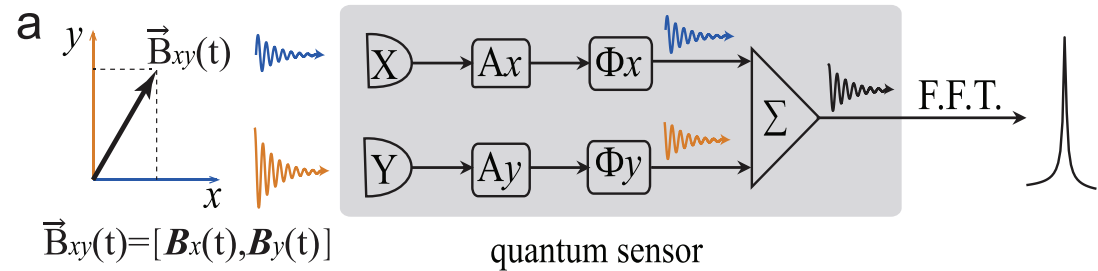 a
y
B⃗xy(t)
x
B⃗xy(t)=[Bx(t),By(t)]
X
Ax
Φx
Y
Ay
Φy
Σ
F.F.T.
quantum sensor